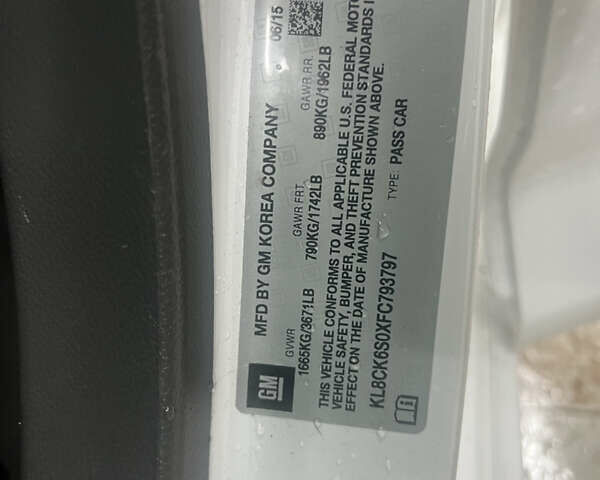 GM
MFD BY GM KOREA COMPANY
06/15
GVWR
GAWR FRT
GAWR RR
1665KG/3671LB
790KG/1742LB
890KG/1962LB
THIS VEHICLE CONFORMS TO ALL APPLICABLE U.S. FEDERAL
VEHICLE SAFETY, BUMPER, AND THEFT PREVENTION STANDARDS
EFFECT ON THE DATE OF MANUFACTURE SHOWN ABOVE.
KL8CK6S0XFC793797
TYPE: PASS CAR